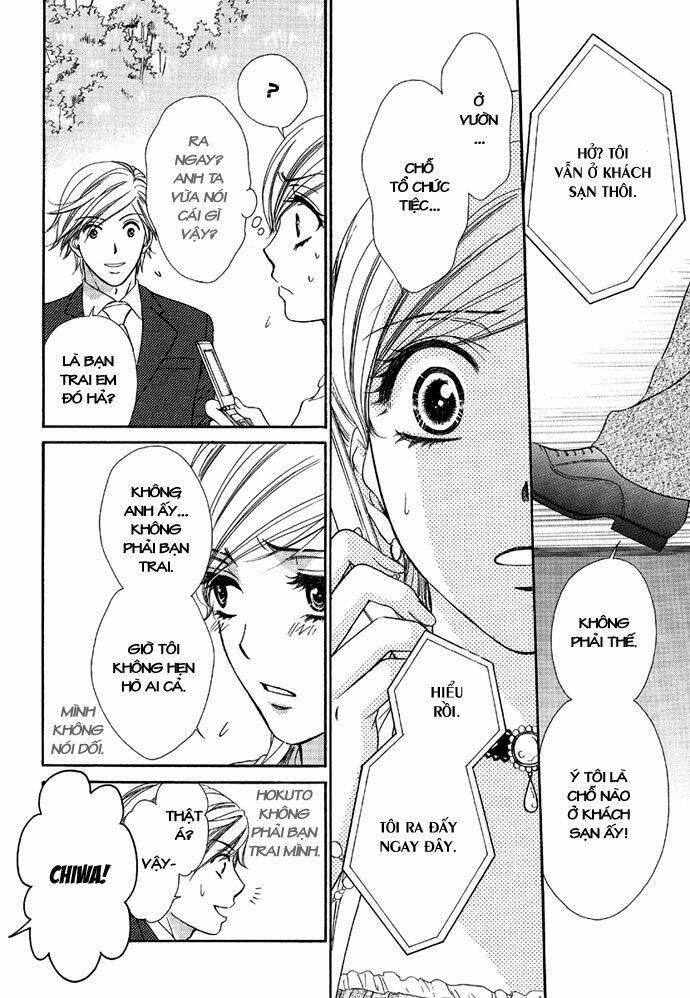 HỞ? TÔI
VẪN Ở KHÁCH
SẠN THÔI.
KHÔNG
PHẢI THẾ.
Ý TÔI LÀ
CHỖ NÀO
Ở KHÁCH
SẠN ẤY!
Ở
VƯỜN
...
CHỖ
TỔ CHỨC
TIỆC...
HIỂU
RỒI.
TÔI RA ĐẤY
NGAY ĐÂY.
?
RA
NGAY?
ANH TA
VỪA NÓI
CÁI GÌ
VẬY?
LÀ BẠN
TRAI EM
ĐÓ HẢ?
KHÔNG
ANH ẤY...
KHÔNG
PHẢI BẠN
TRAI.
GIỜ TÔI
KHÔNG HẸN
HÒ AI CẢ.
MÌNH
KHÔNG
NÓI DỐI.
HOKUTO
KHÔNG
PHẢI BẠN
TRAI MÌNH.
THẬT
Á?
VẬY-
CHIWA!